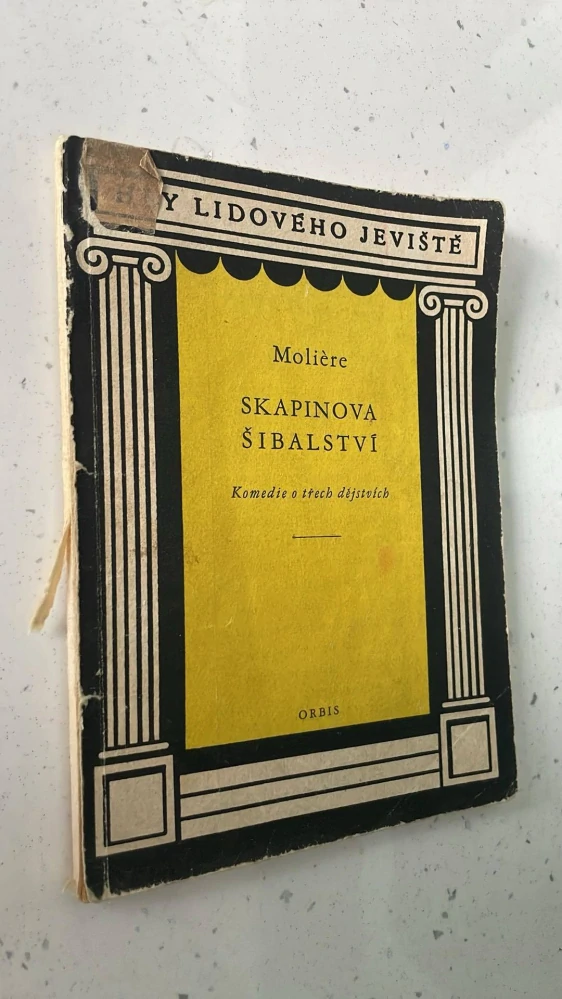 Y LIDOVÉHO JEVIŠTĚ
Molière
SKAPINOVA
ŠIBALSTVÍ
Komedie o třech dějstvích
ORBIS